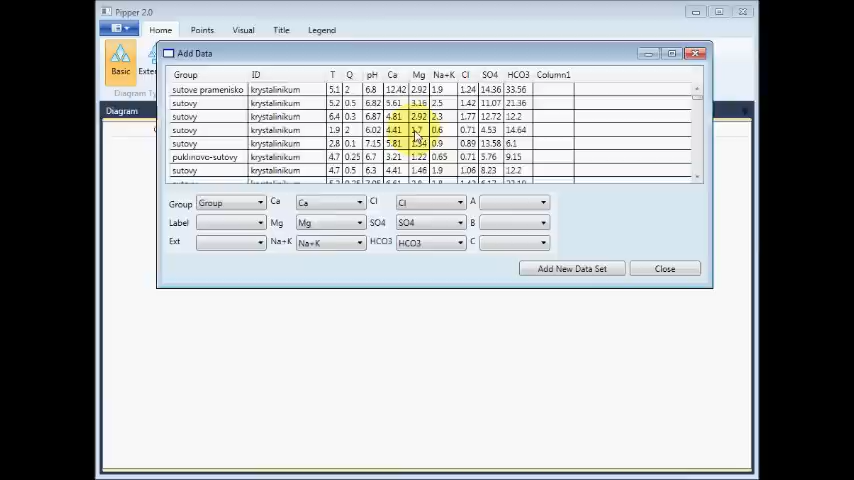 Pipper 2.0
Home Points Visual Title Legend
Basic
Diagram
Add Data
Group ID T Q pH Ca Mg Na+K Cl SO4 HCO3 Column1
sutove pramenisko krystalinikum 5.1 2 6.8 12.42 2.92 1.9 1.24 14.36 33.56
sutovy krystalinikum 5.2 0.5 6.82 5.61 3.16 2.5 1.42 11.07 21.36
sutovy krystalinikum 6.4 0.3 6.87 4.81 2.92 2.3 1.77 12.72 12.2
sutovy krystalinikum 1.9 2 6.02 4.41 1.7 0.6 0.71 4.53 14.64
sutovy krystalinikum 2.8 0.1 7.15 5.81 1.34 0.9 0.89 13.58 6.1
puklinovo-sutovy krystalinikum 4.7 0.25 6.7 3.21 1.22 0.65 0.71 5.76 9.15
sutovy krystalinikum 4.7 0.5 6.3 4.41 1.46 1.9 1.06 8.23 12.2
Group Group Ca Ca Cl Cl A
Label Mg Mg SO4 SO4 B
Ext Na+K Na+K HCO3 HCO3 C
Add New Data Set Close